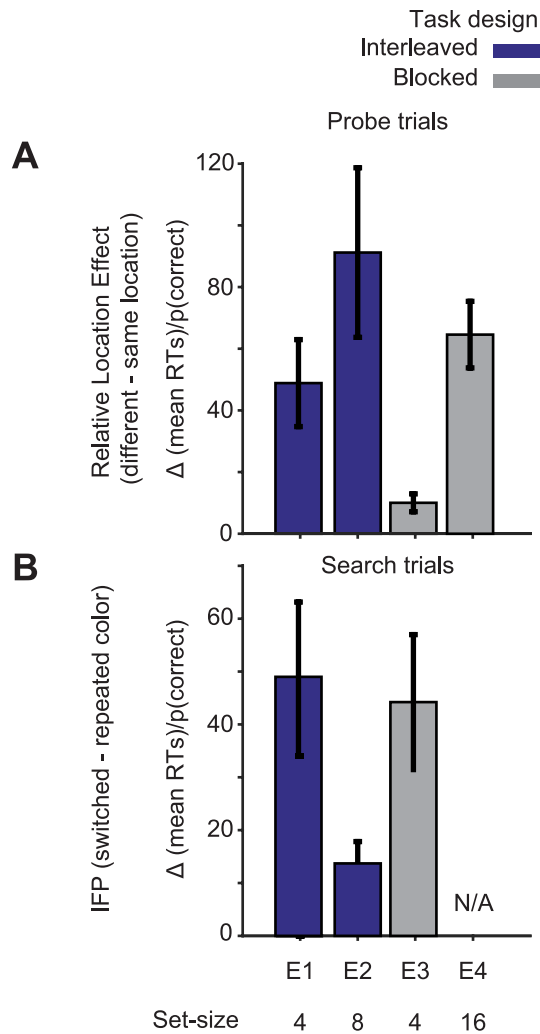 Task design
Interleaved
Blocked
Probe trials
A
Relative Location Effect
(different - same location)
Δ (mean RTs)/p(correct)
120
80
40
0
B
Search trials
IFP (switched - repeated color)
Δ (mean RTs)/p(correct)
60
40
20
0
N/A
E1 E2 E3 E4
Set-size 4 8 4 16